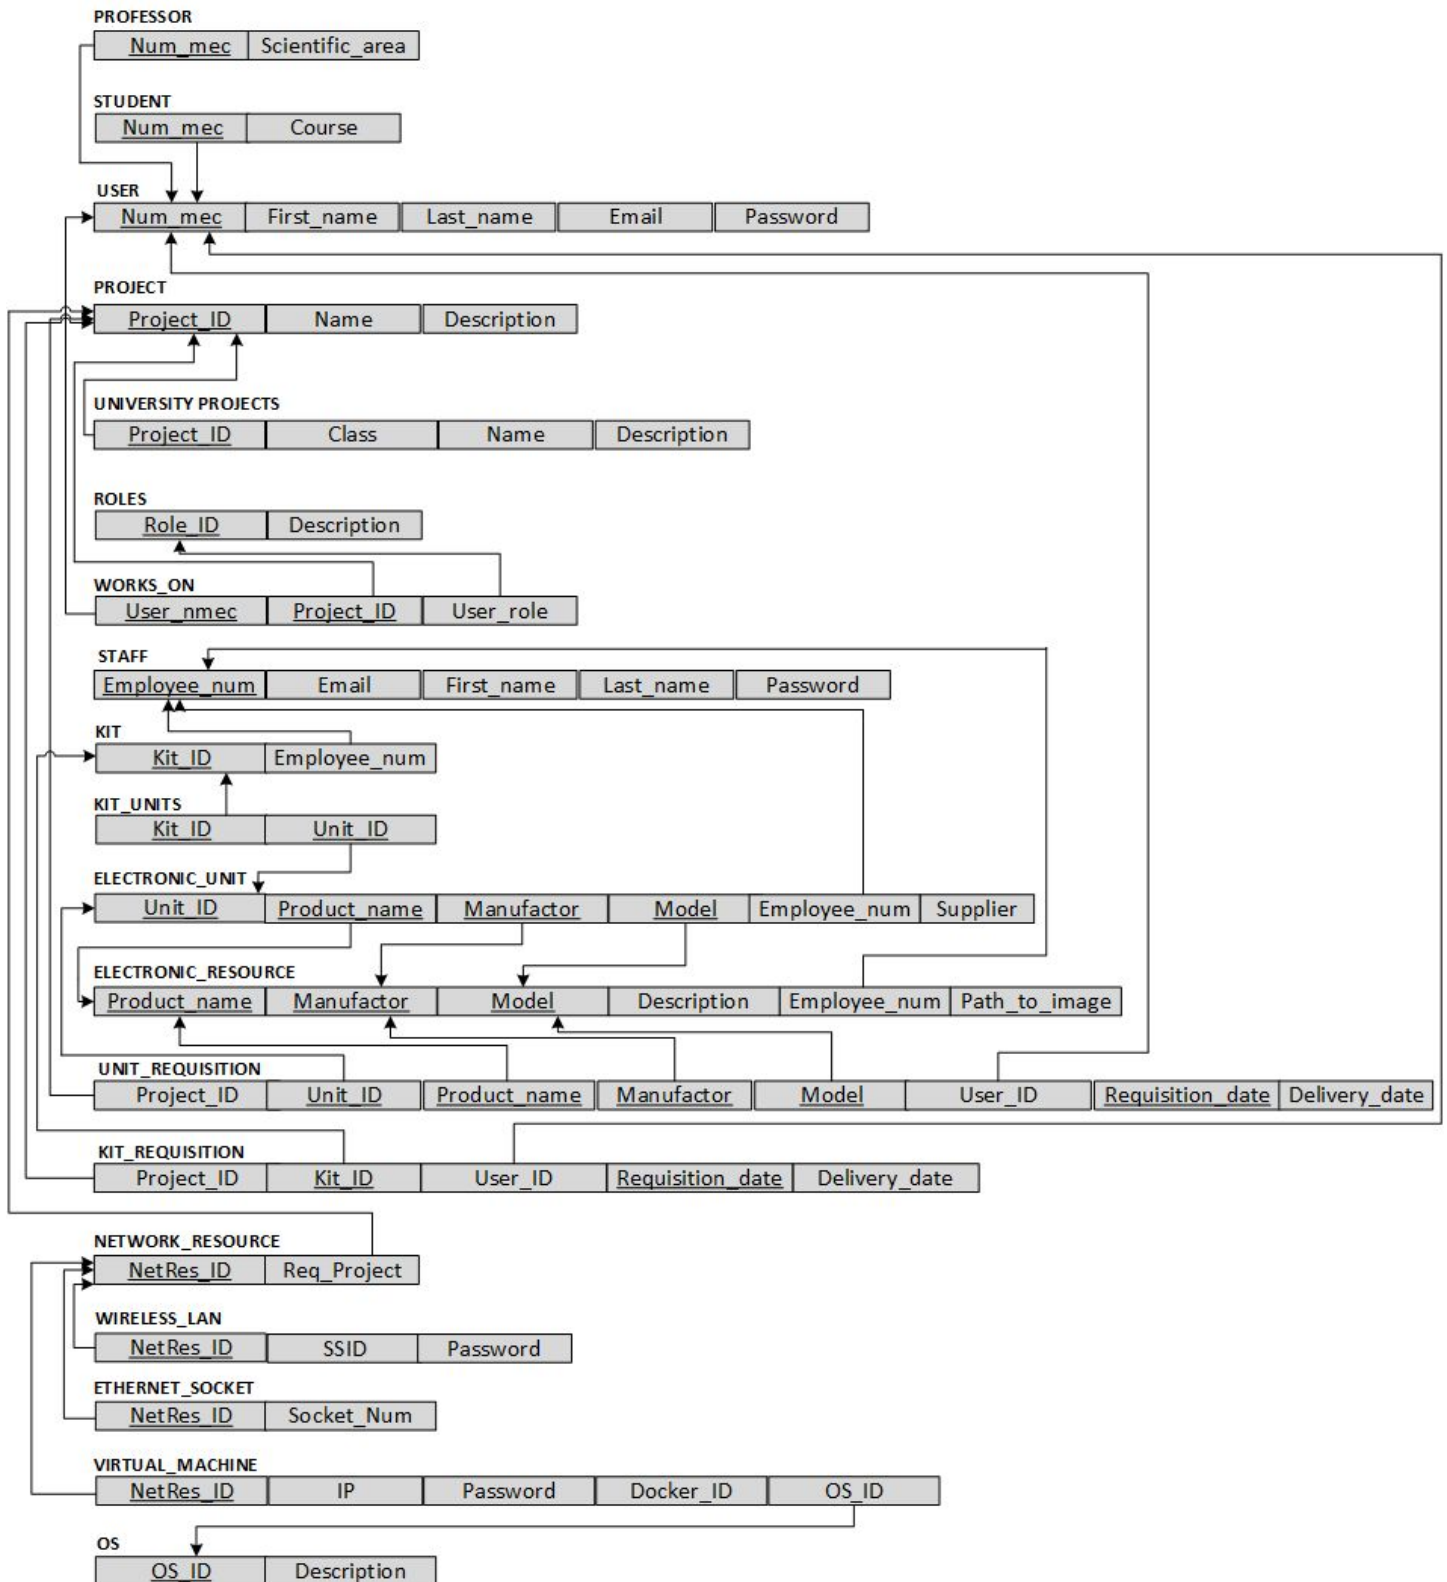 PROFESSOR
Num_mec Scientific_area
STUDENT
Num_mec Course
USER
Num_mec First_name Last_name Email Password
PROJECT
Project_ID Name Description
UNIVERSITY PROJECTS
Project_ID Class Name Description
ROLES
Role_ID Description
WORKS_ON
User_nmec Project_ID User_role
STAFF
Employee_num Email First_name Last_name Password
KIT
Kit_ID Employee_num
KIT_UNITS
Kit_ID Unit_ID
ELECTRONIC_UNIT
Unit_ID Product_name Manufactor Model Employee_num Supplier
ELECTRONIC_RESOURCE
Product_name Manufactor Model Description Employee_num Path_to_image
UNIT_REQUISITION
Project_ID Unit_ID Product_name Manufactor Model User_ID Requisition_date Delivery_date
KIT_REQUISITION
Project_ID Kit_ID User_ID Requisition_date Delivery_date
NETWORK_RESOURCE
NetRes_ID Req_Project
WIRELESS_LAN
NetRes_ID SSID Password
ETHERNET_SOCKET
NetRes_ID Socket_Num
VIRTUAL_MACHINE
NetRes_ID IP Password Docker_ID OS_ID
OS
OS_ID Description